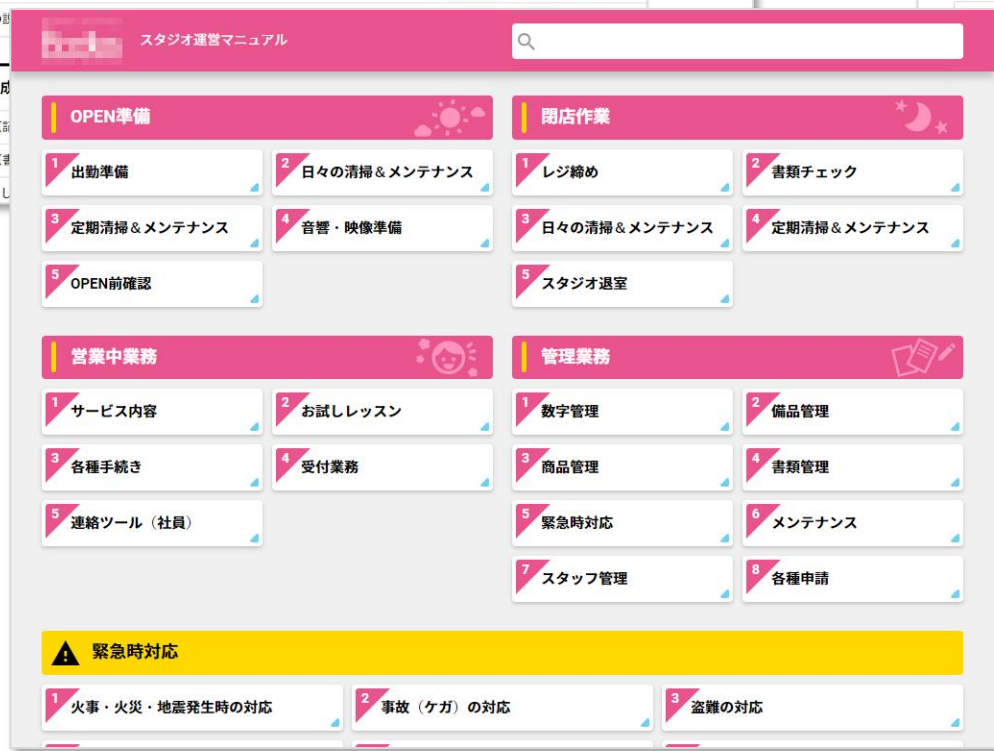 スタジオ運営マニュアル
OPEN準備
1 出勤準備
2 日々の清掃&メンテナンス
3 定期清掃&メンテナンス
4 音響・映像準備
5 OPEN前確認
閉店作業
1 レジ締め
2 書類チェック
3 日々の清掃&メンテナンス
4 定期清掃&メンテナンス
5 スタジオ退室
営業中業務
1 サービス内容
2 お試しレッスン
3 各種手続き
4 受付業務
5 連絡ツール（社員）
管理業務
1 数字管理
2 備品管理
3 商品管理
4 書類管理
5 緊急時対応
6 メンテナンス
7 スタッフ管理
8 各種申請
緊急時対応
1 火事・火災・地震発生時の対応
2 事故（ケガ）の対応
3 盗難の対応